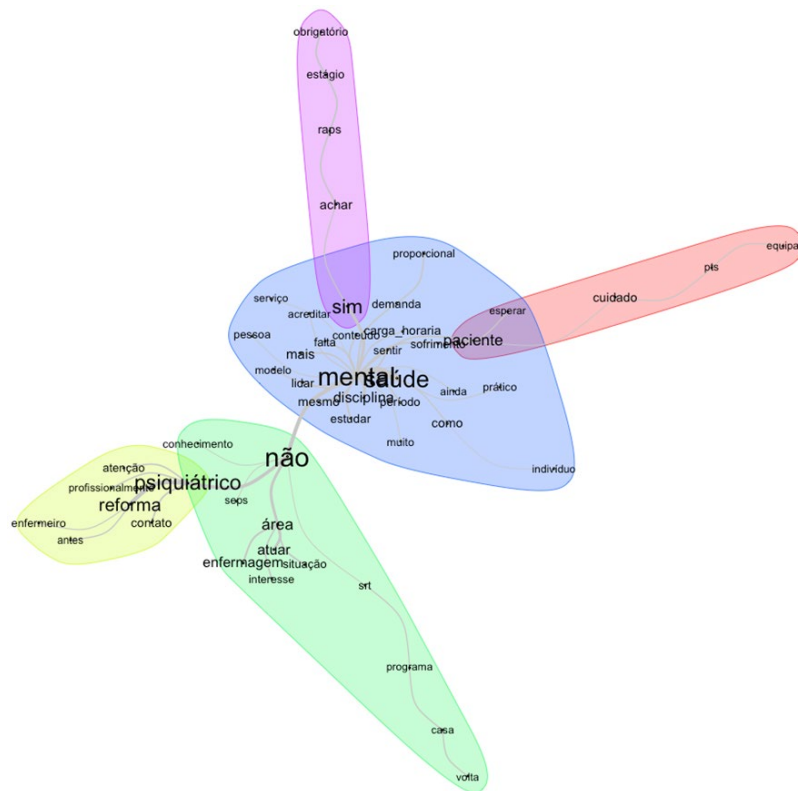 obrigatório
estágio
raps
achar
equipa
proporcional
pts
cuidado
serviço
sim
demanda
esperar
acreditar
pessoa
falta
conteúdo
carga_horaria
paciente
sofrimento
mais
sentir
modelo
lidar
mental
saúde
ainda
prático
mesmo
disciplina
período
estudar
como
muito
indivíduo
conhecimento
não
atenção
psiquiátrico
profissionalmente
seps
reforma
enfermeiro
contato
área
antes
atuar
enfermagem
situação
interesse
srt
programa
casa
volta